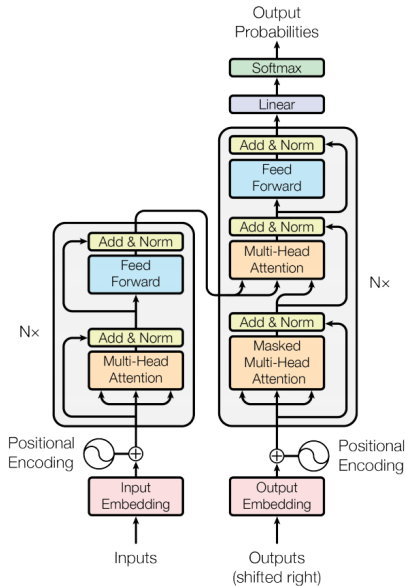 Output
Probabilities
Softmax
Linear
Add & Norm
Feed
Forward
Add & Norm
Multi-Head
Attention
Nx
Add & Norm
Masked
Multi-Head
Attention
Add & Norm
Feed
Forward
Nx
Add & Norm
Multi-Head
Attention
Positional
Encoding
Positional
Encoding
Input
Embedding
Output
Embedding
Inputs
Outputs
(shifted right)